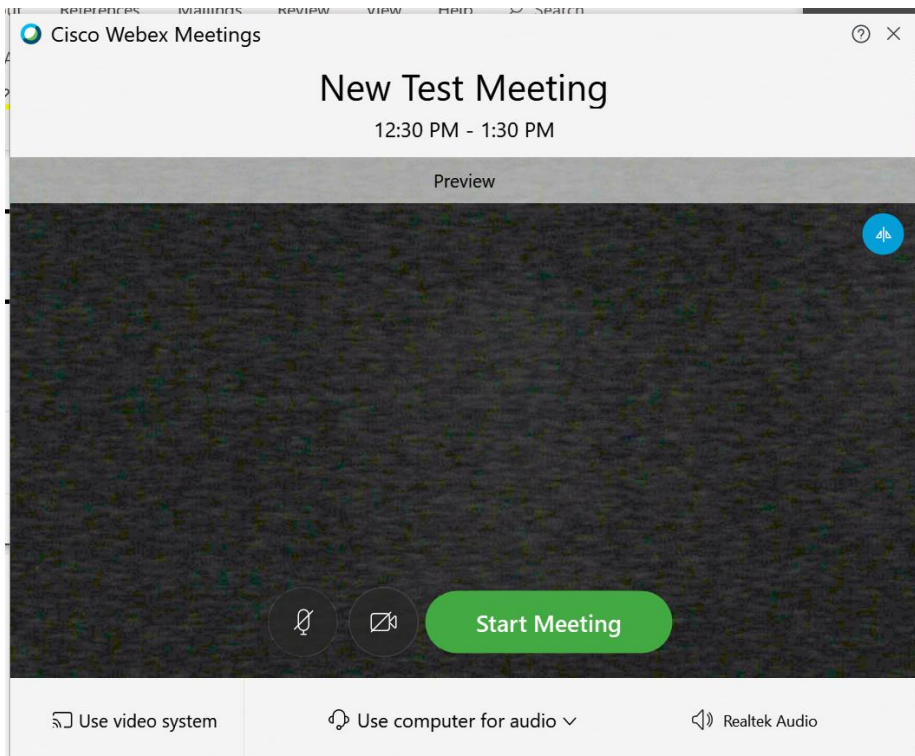 References Mailings Review View Help Search
Cisco Webex Meetings
New Test Meeting
12:30 PM - 1:30 PM
Preview
Start Meeting
Use video system
Use computer for audio
Realtek Audio